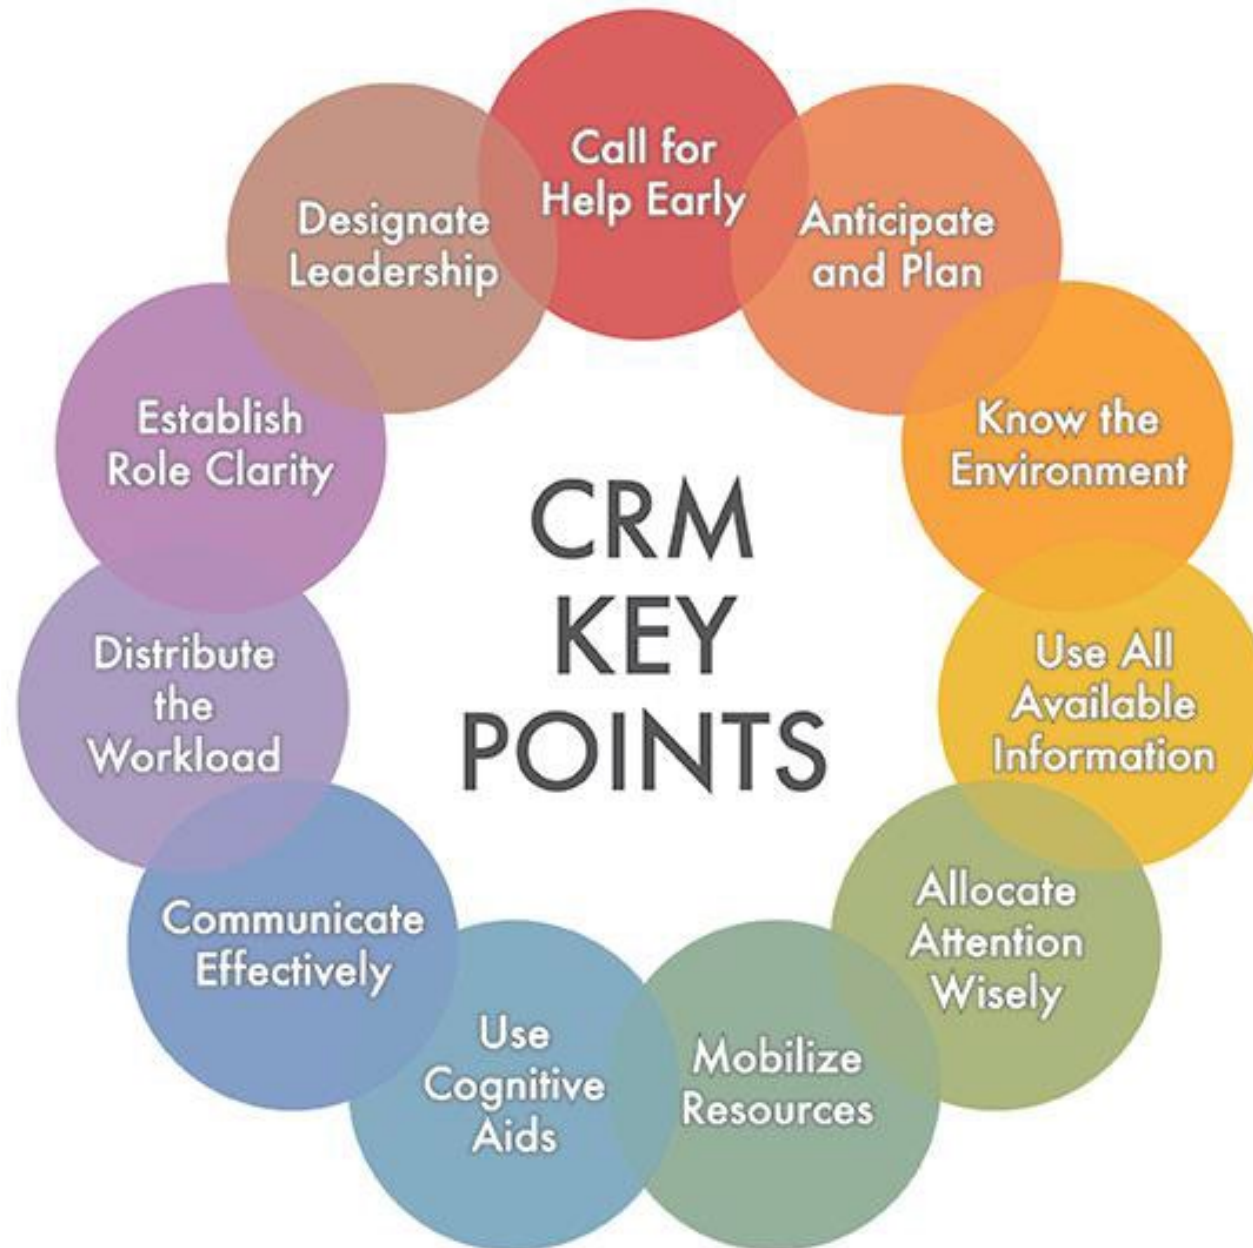 Call for
Help Early
Anticipate
and Plan
Know the
Environment
Use All
Available
Information
Allocate
Attention
Wisely
Mobilize
Resources
Use
Cognitive
Aids
Communicate
Effectively
Distribute
the
Workload
Establish
Role Clarity
Designate
Leadership
CRM
KEY
POINTS